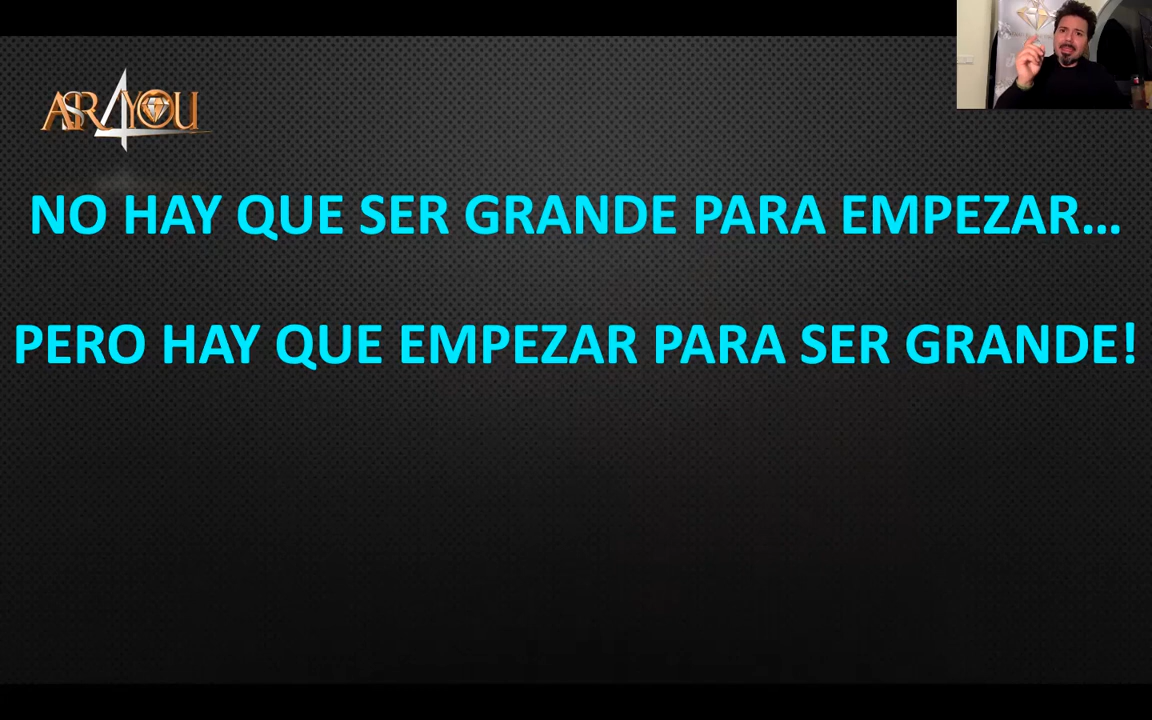 ASR4YOU
NO HAY QUE SER GRANDE PARA EMPEZAR...
PERO HAY QUE EMPEZAR PARA SER GRANDE!